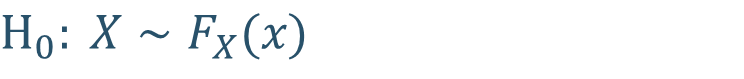 H₀: X ~ F_X(x)